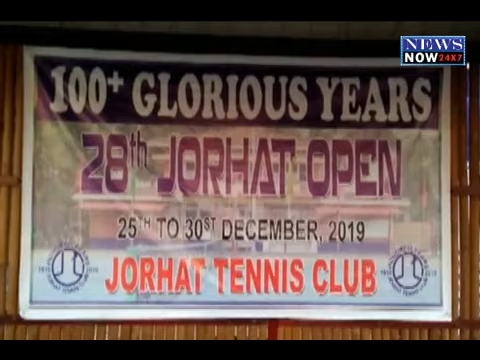 NEWS
NOW 24X7
100+ GLORIOUS YEARS
28th JORHAT OPEN
25TH TO 30ST DECEMBER, 2019
JORHAT TENNIS CLUB